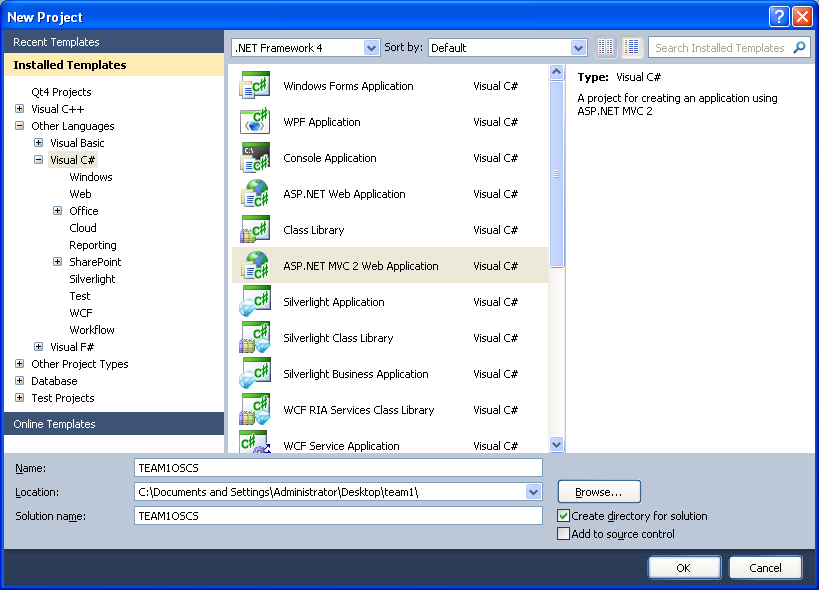 New Project
Recent Templates
Installed Templates
Qt4 Projects
Visual C++
Other Languages
Visual Basic
Visual C#
Windows
Web
Office
Cloud
Reporting
SharePoint
Silverlight
Test
WCF
Workflow
Visual F#
Other Project Types
Database
Test Projects
Online Templates
.NET Framework 4 Sort by: Default Search Installed Templates
Windows Forms Application Visual C#
WPF Application Visual C#
Console Application Visual C#
ASP.NET Web Application Visual C#
Class Library Visual C#
ASP.NET MVC 2 Web Application Visual C#
Silverlight Application Visual C#
Silverlight Class Library Visual C#
Silverlight Business Application Visual C#
WCF RIA Services Class Library Visual C#
WCF Service Application Visual C#
Type: Visual C#
A project for creating an application using
ASP.NET MVC 2
Name: TEAM1OSCS
Location: C:\Documents and Settings\Administrator\Desktop\team1\ Browse...
Solution name: TEAM1OSCS Create directory for solution
Add to source control
OK Cancel